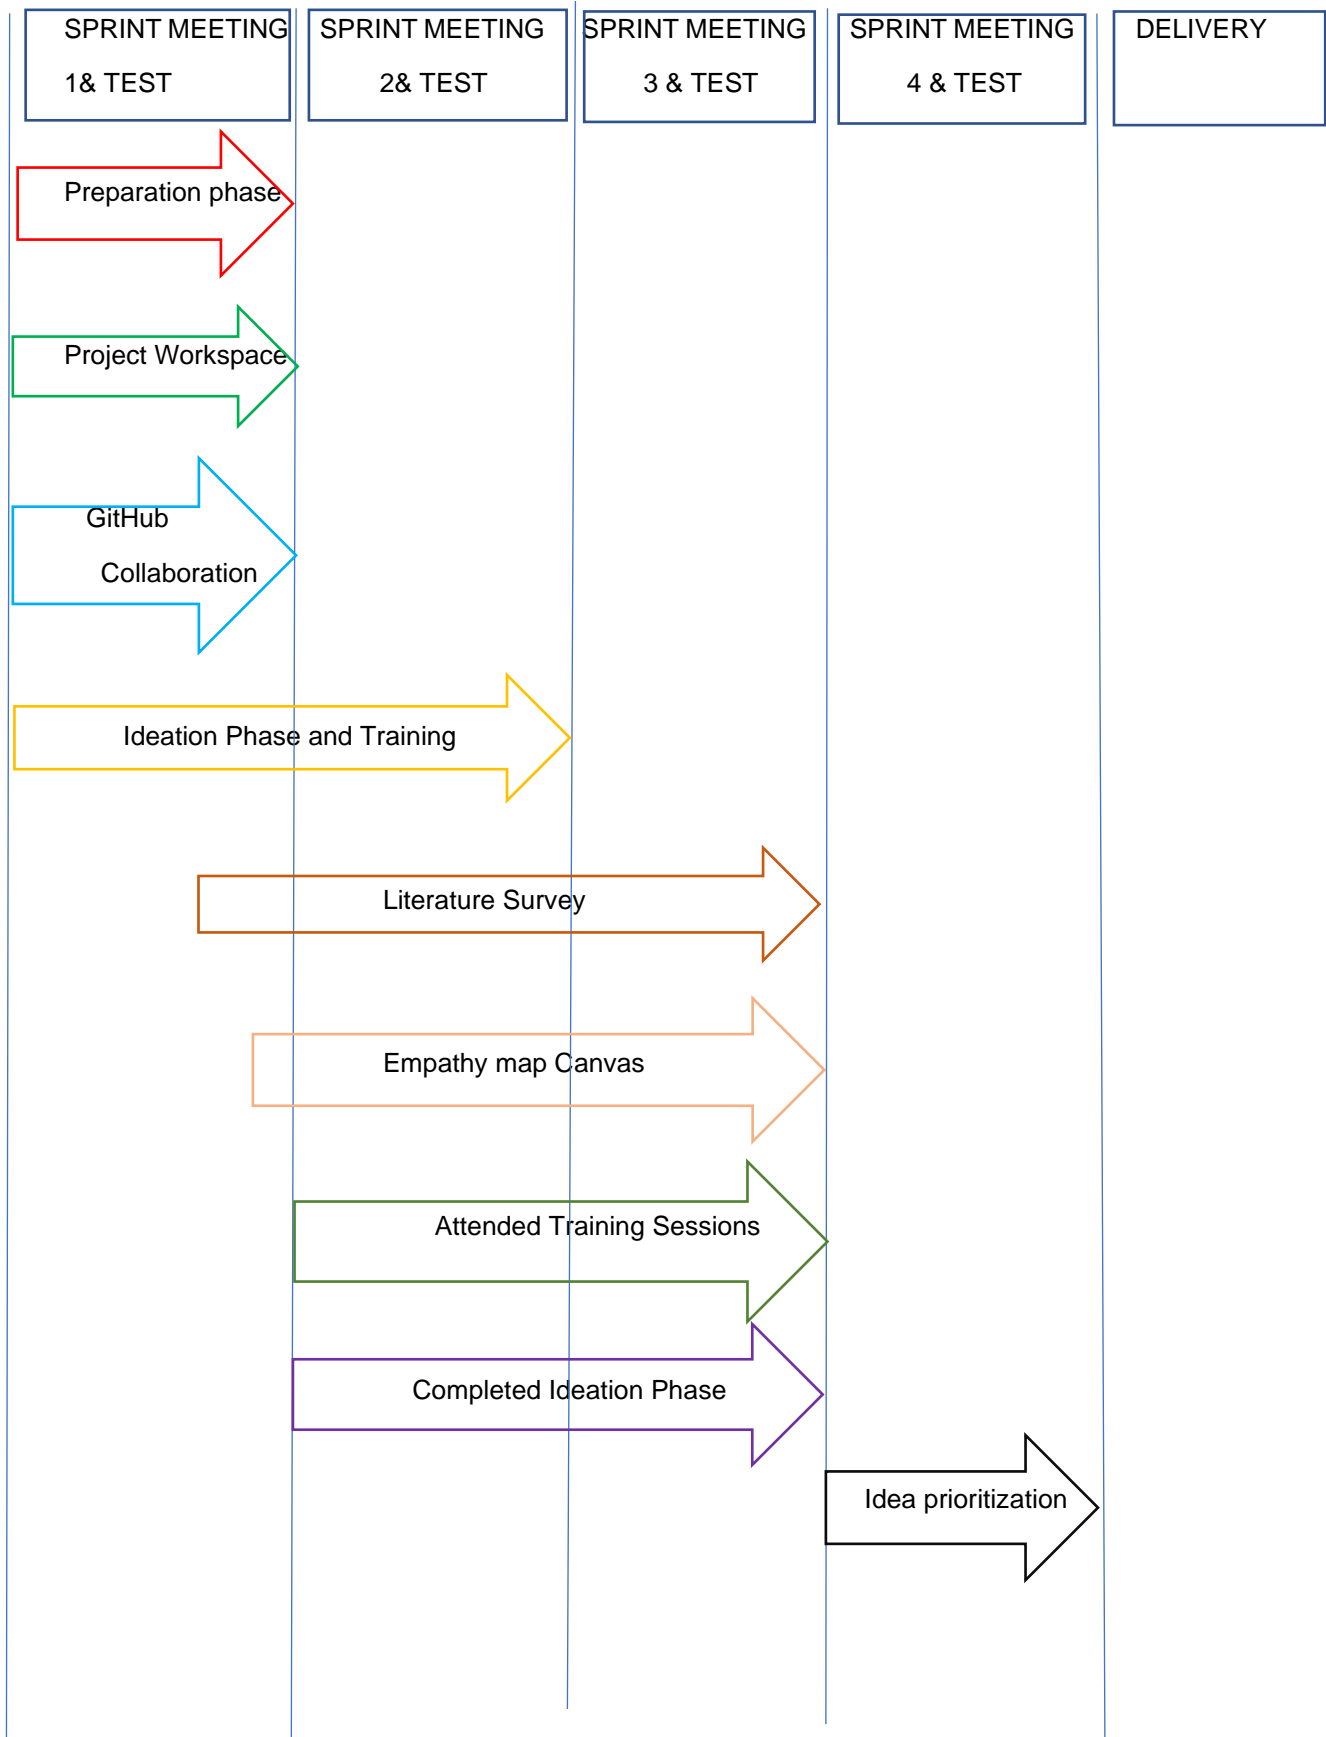 SPRINT MEETING
1& TEST
SPRINT MEETING
2& TEST
SPRINT MEETING
3 & TEST
SPRINT MEETING
4 & TEST
DELIVERY
Preparation phase
Project Workspace
GitHub
Collaboration
Ideation Phase and Training
Literature Survey
Empathy map Canvas
Attended Training Sessions
Completed Ideation Phase
Idea prioritization